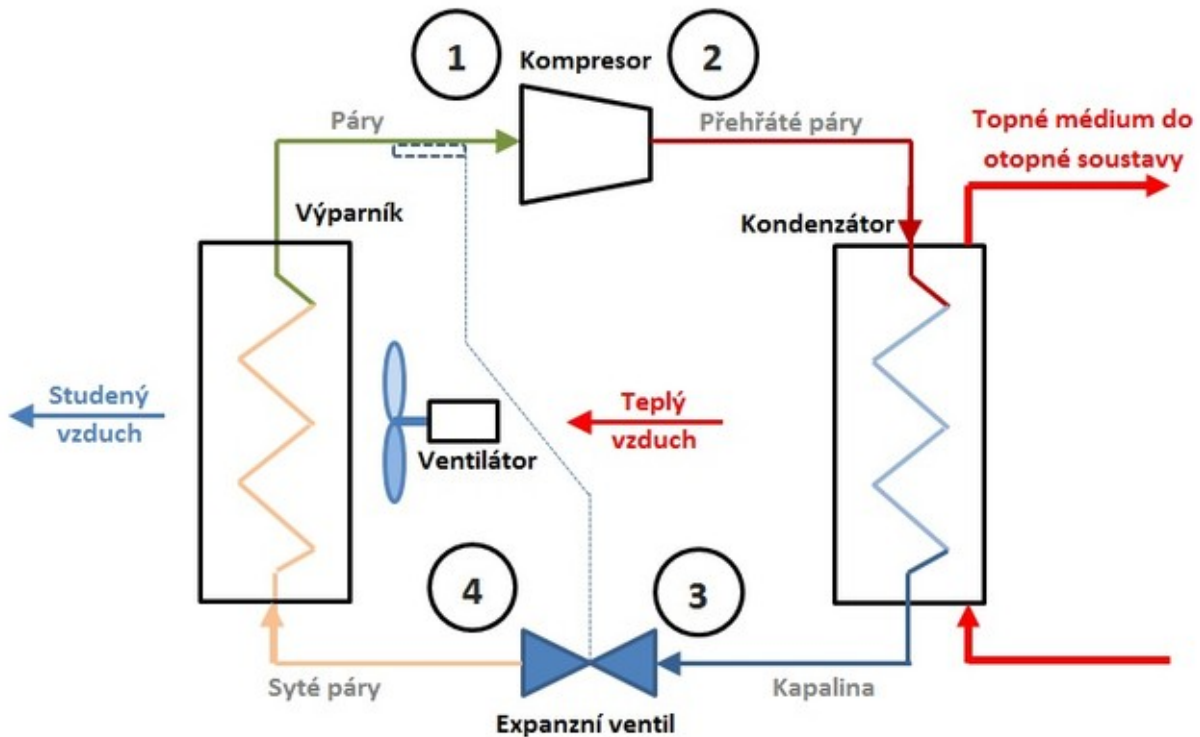 1
Kompresor
2
Páry
Přehřáté páry
Topné médium do
otopné soustavy
Výparník
Kondenzátor
Studený
vzduch
Teplý
vzduch
Ventilátor
4
3
Syté páry
Kapalina
Expanzní ventil